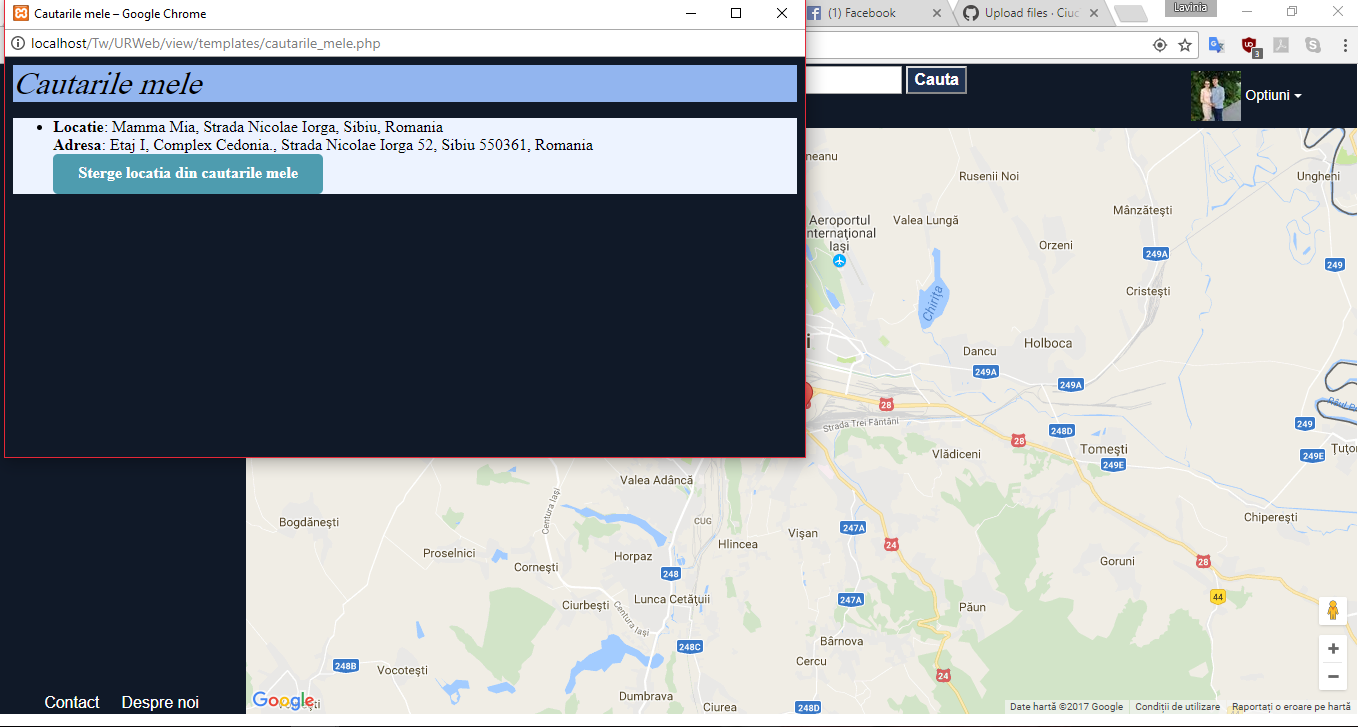 Cautarile mele – Google Chrome
(1) Facebook
Upload files · Ciuc
Lavinia
localhost/Tw/URWeb/view/templates/cautarile_mele.php
3
Cautarile mele
Cauta
Optiuni
Locatie: Mamma Mia, Strada Nicolae Iorga, Sibiu, Romania
Adresa: Etaj I, Complex Cedonia., Strada Nicolae Iorga 52, Sibiu 550361, Romania
Sterge locatia din cautarile mele
neanu
Rusenii Noi
Ungheni
Mânzătești
Aeroportul
nternațional
Iași
Valea Lungă
Orzeni
249A
249
Cristești
Chirița
i
Holboca
Dancu
249A
249A
28
Strada Trei Fântâni
248D
28
249
Râul P
Tomești
249E
249E
Țuțor
Vlădiceni
Valea Adâncă
Centura Iași
CUG
Bogdănești
Vișan
247A
Chiperești
24
Hlincea
Proselnici
Horpaz
Cornești
248
Goruni
28
44
Lunca Cetățuii
247A
Ciurbești
Păun
Centura Iași
248C
Bârnova
248B
Vocotești
Cercu
24
Dumbrava
Ciurea
248D
Contact
Despre noi
Google
Date hartă ©2017 Google
Condiții de utilizare
Raportați o eroare pe hartă